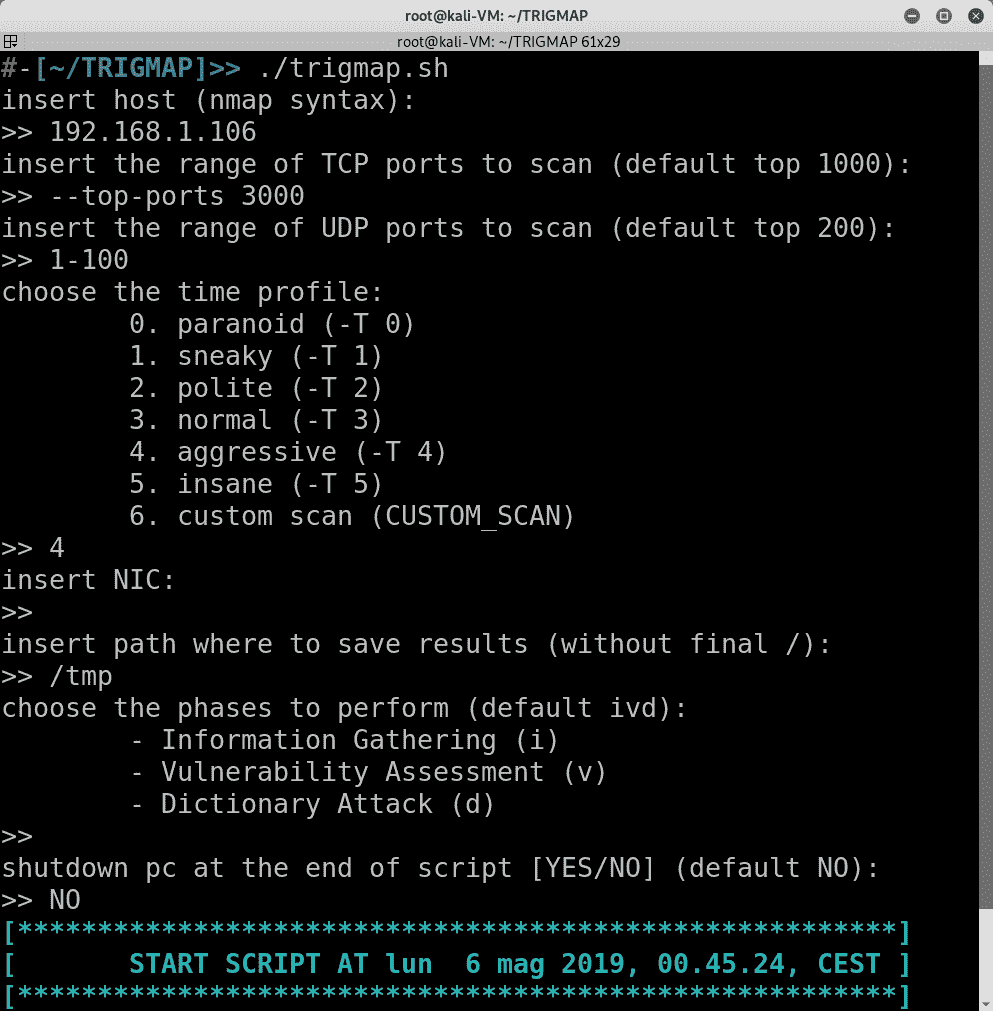 root@kali-VM: ~/TRIGMAP
root@kali-VM: ~/TRIGMAP 61x29
#-[~/TRIGMAP]>> ./trigmap.sh
insert host (nmap syntax):
>> 192.168.1.106
insert the range of TCP ports to scan (default top 1000):
>> --top-ports 3000
insert the range of UDP ports to scan (default top 200):
>> 1-100
choose the time profile:
0. paranoid (-T 0)
1. sneaky (-T 1)
2. polite (-T 2)
3. normal (-T 3)
4. aggressive (-T 4)
5. insane (-T 5)
6. custom scan (CUSTOM_SCAN)
>> 4
insert NIC:
>>
insert path where to save results (without final /):
>> /tmp
choose the phases to perform (default ivd):
- Information Gathering (i)
- Vulnerability Assessment (v)
- Dictionary Attack (d)
>>
shutdown pc at the end of script [YES/NO] (default NO):
>> NO
[*******************************************************]
[       START SCRIPT AT lun  6 mag 2019, 00.45.24, CEST ]
[*******************************************************]